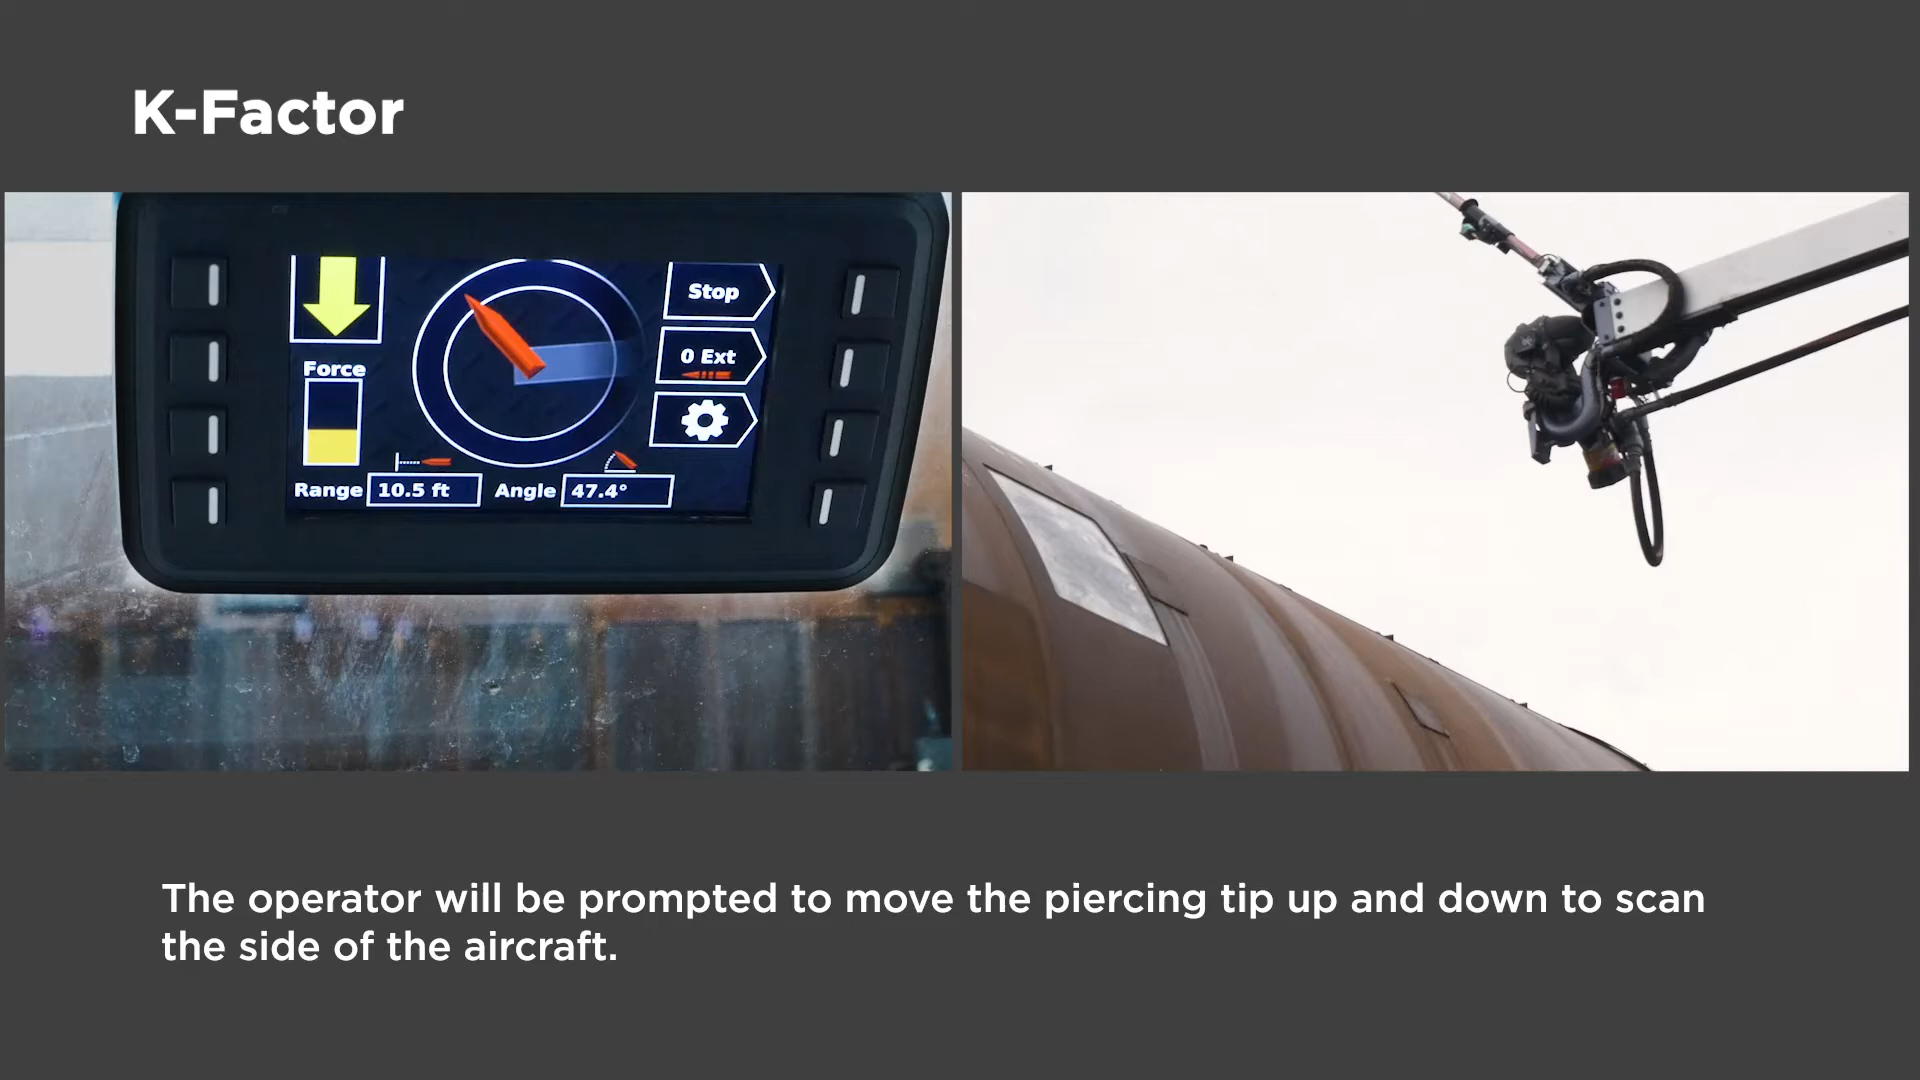 K-Factor
Stop
Force
0 Ext
Range 10.5 ft Angle 47.4°
The operator will be prompted to move the piercing tip up and down to scan
the side of the aircraft.